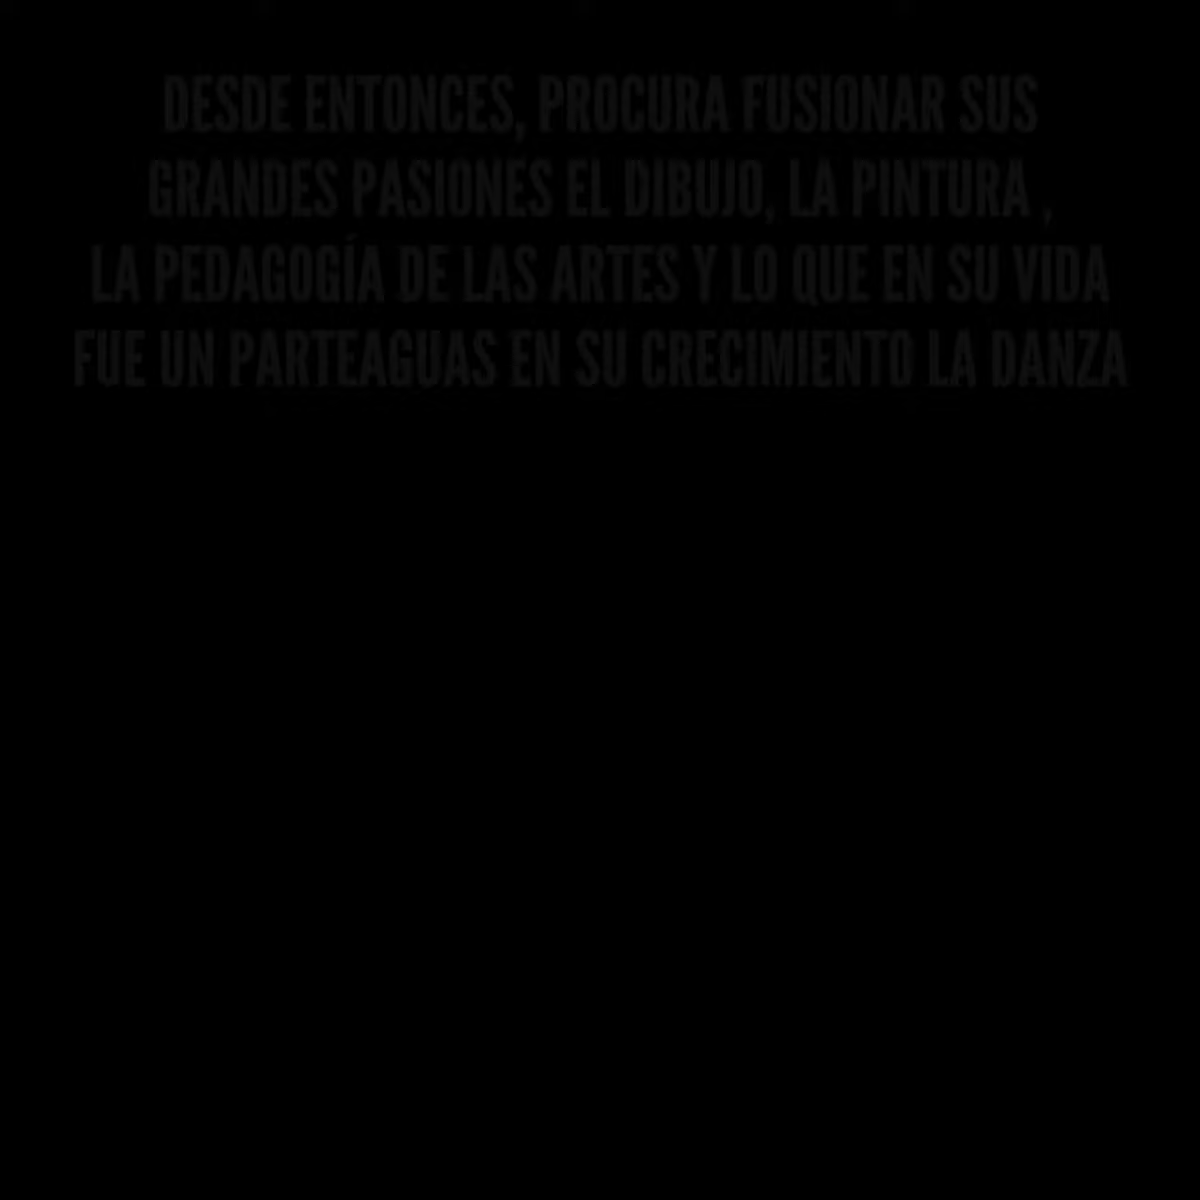 DESDE ENTONCES, PROCURA FUSIONAR SUS
GRANDES PASIONES EL DIBUJO, LA PINTURA ,
LA PEDAGOGÍA DE LAS ARTES Y LO QUE EN SU VIDA
FUE UN PARTEAGUAS EN SU CRECIMIENTO LA DANZA